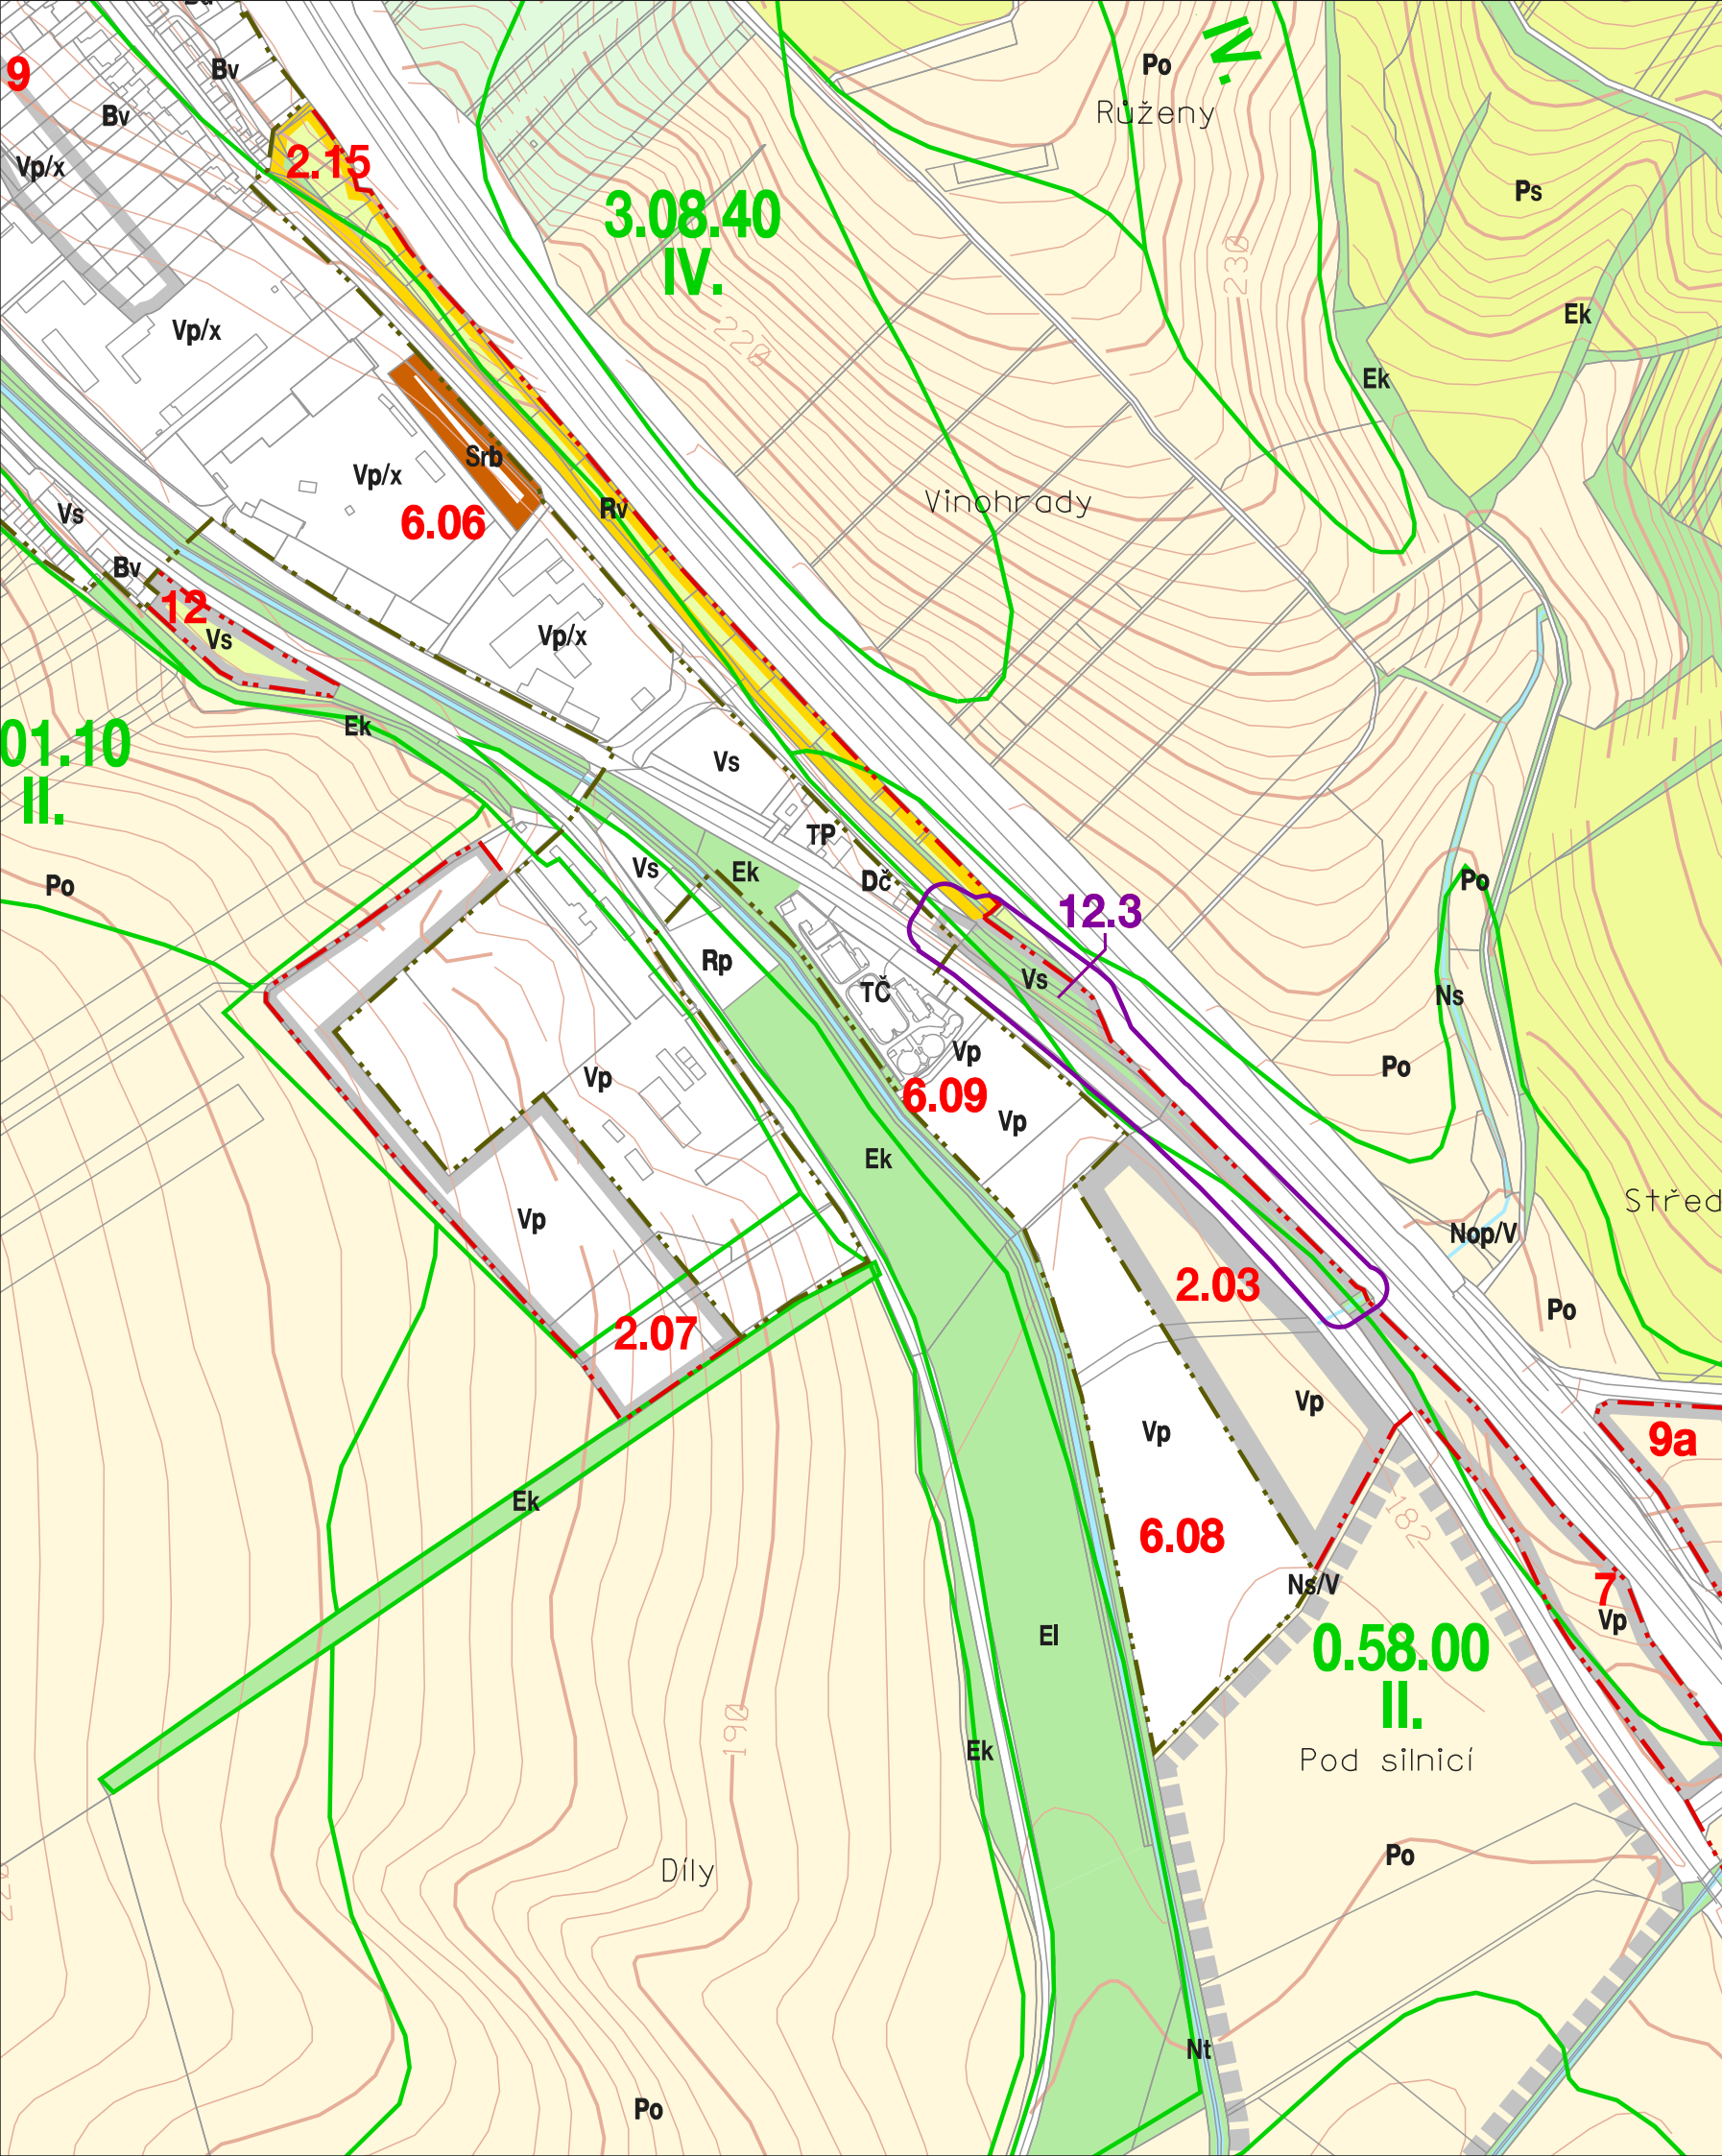 Bv
IV.
9
Po
Růženy
Bv
2.15
Vp/x
Ps
3.08.40
IV.
230
Ek
Vp/x
220
Ek
Srb
Vp/x
Vinohrady
Rv
Vs
6.06
Bv
12
Vs
Vp/x
Ek
01.10
II.
Vs
TP
Vs
Ek
Dč
Po
Po
12.3
Rp
Vs
TČ
Ns
Vp
Po
Vp
6.09
Vp
Ek
Střed
Vp
Nop/V
2.03
Po
2.07
Vp
Vp
9a
Ek
182
6.08
Ns/V
7
Vp
El
0.58.00
II.
190
Ek
Pod silnicí
Po
Díly
Nt
Po